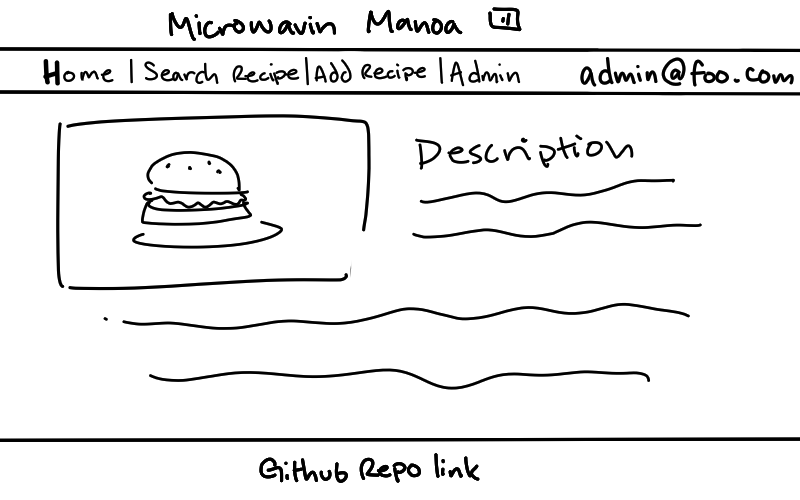 Microwavin Manoa
Home | Search Recipe | Add Recipe | Admin admin@foo.com
Description
Github Repo link